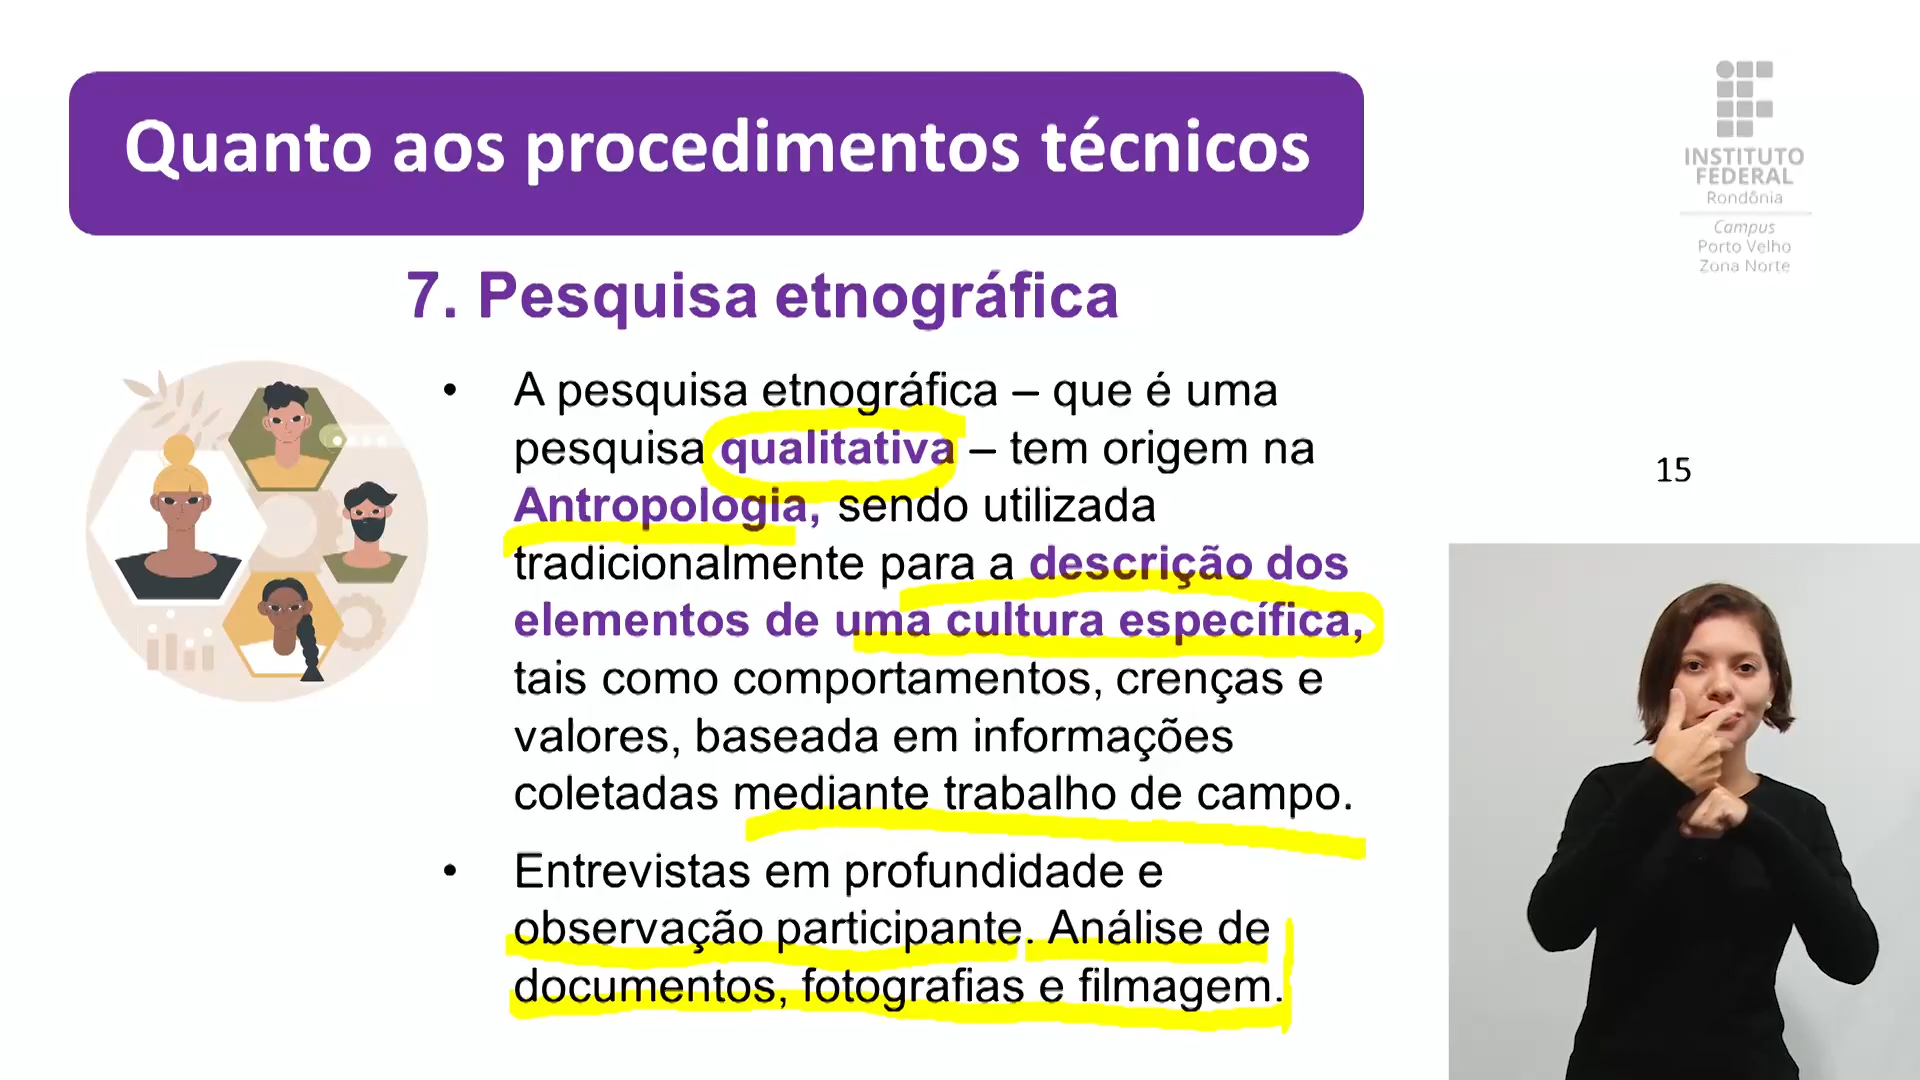 Quanto aos procedimentos técnicos
INSTITUTO
FEDERAL
Rondônia
Campus
Porto Velho
Zona Norte
7. Pesquisa etnográfica
• A pesquisa etnográfica – que é uma
pesquisa qualitativa – tem origem na
Antropologia, sendo utilizada
tradicionalmente para a descrição dos
elementos de uma cultura específica,
tais como comportamentos, crenças e
valores, baseada em informações
coletadas mediante trabalho de campo.
• Entrevistas em profundidade e
observação participante. Análise de
documentos, fotografias e filmagem.
15